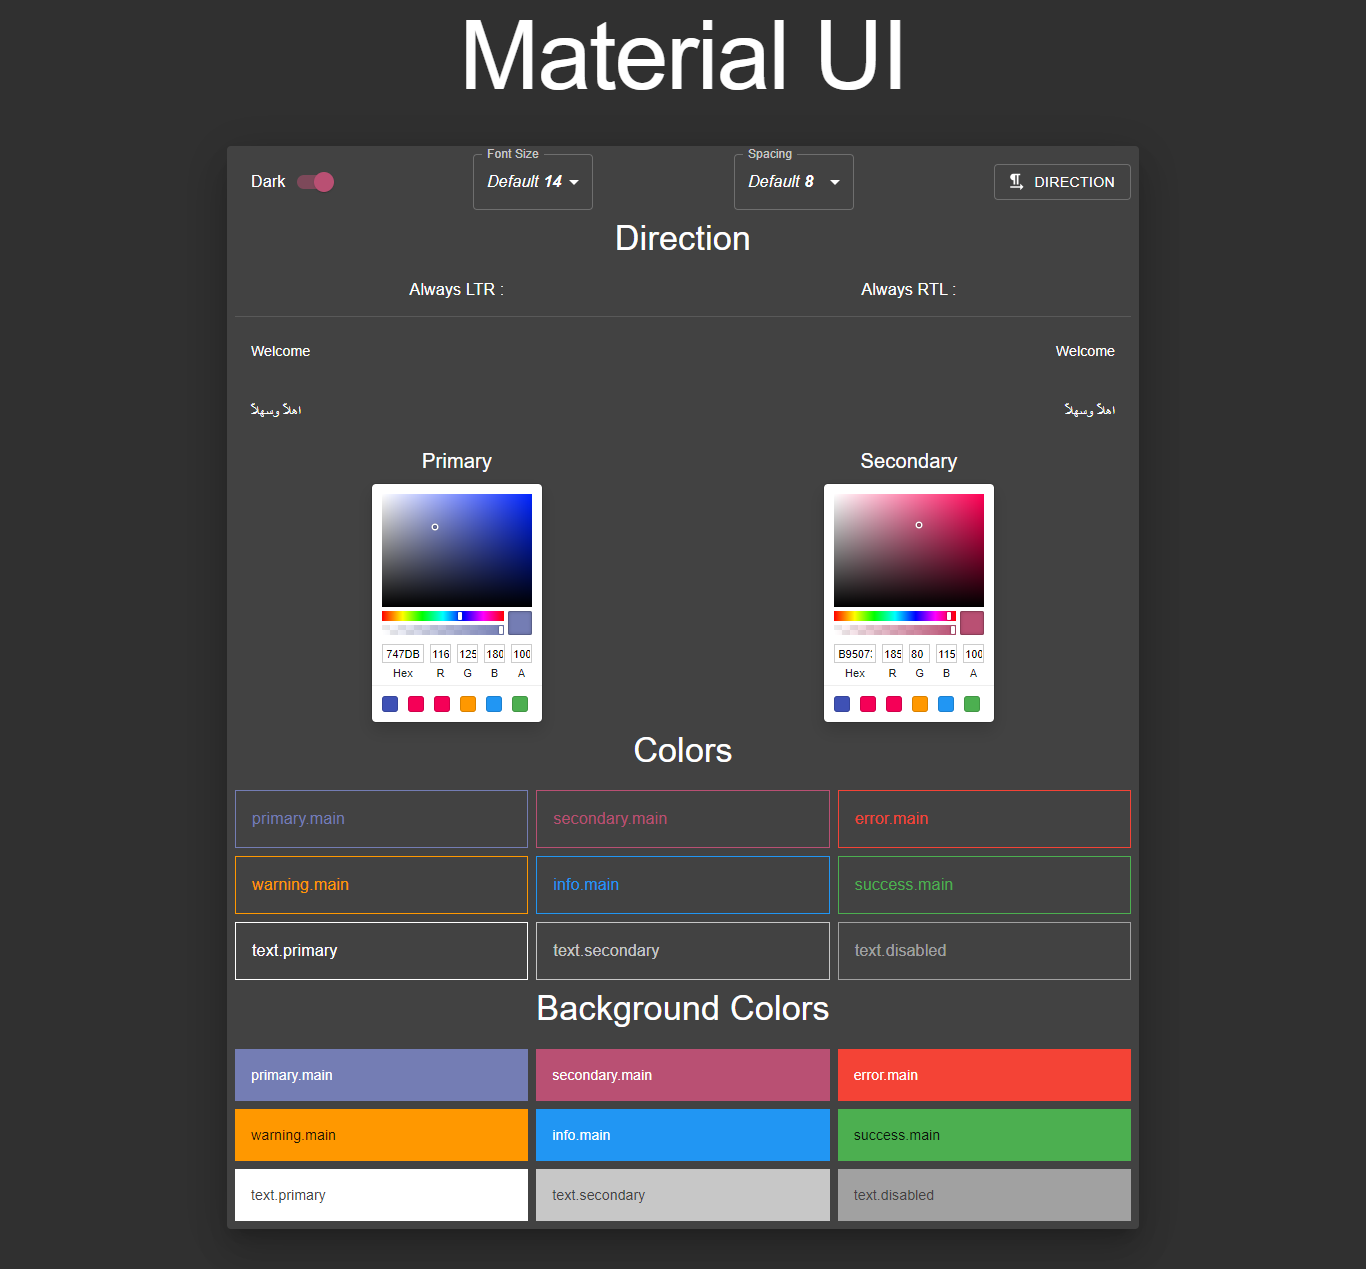 Material UI
Dark
Font Size
Default 14
Spacing
Default 8
DIRECTION
Direction
Always LTR :
Always RTL :
Welcome
Welcome
اهلاً وسهلاً
اهلاً وسهلاً
Primary
Secondary
747DB
116
125
180
100
Hex
R
G
B
A
B9507
185
80
115
100
Hex
R
G
B
A
Colors
primary.main
secondary.main
error.main
warning.main
info.main
success.main
text.primary
text.secondary
text.disabled
Background Colors
primary.main
secondary.main
error.main
warning.main
info.main
success.main
text.primary
text.secondary
text.disabled